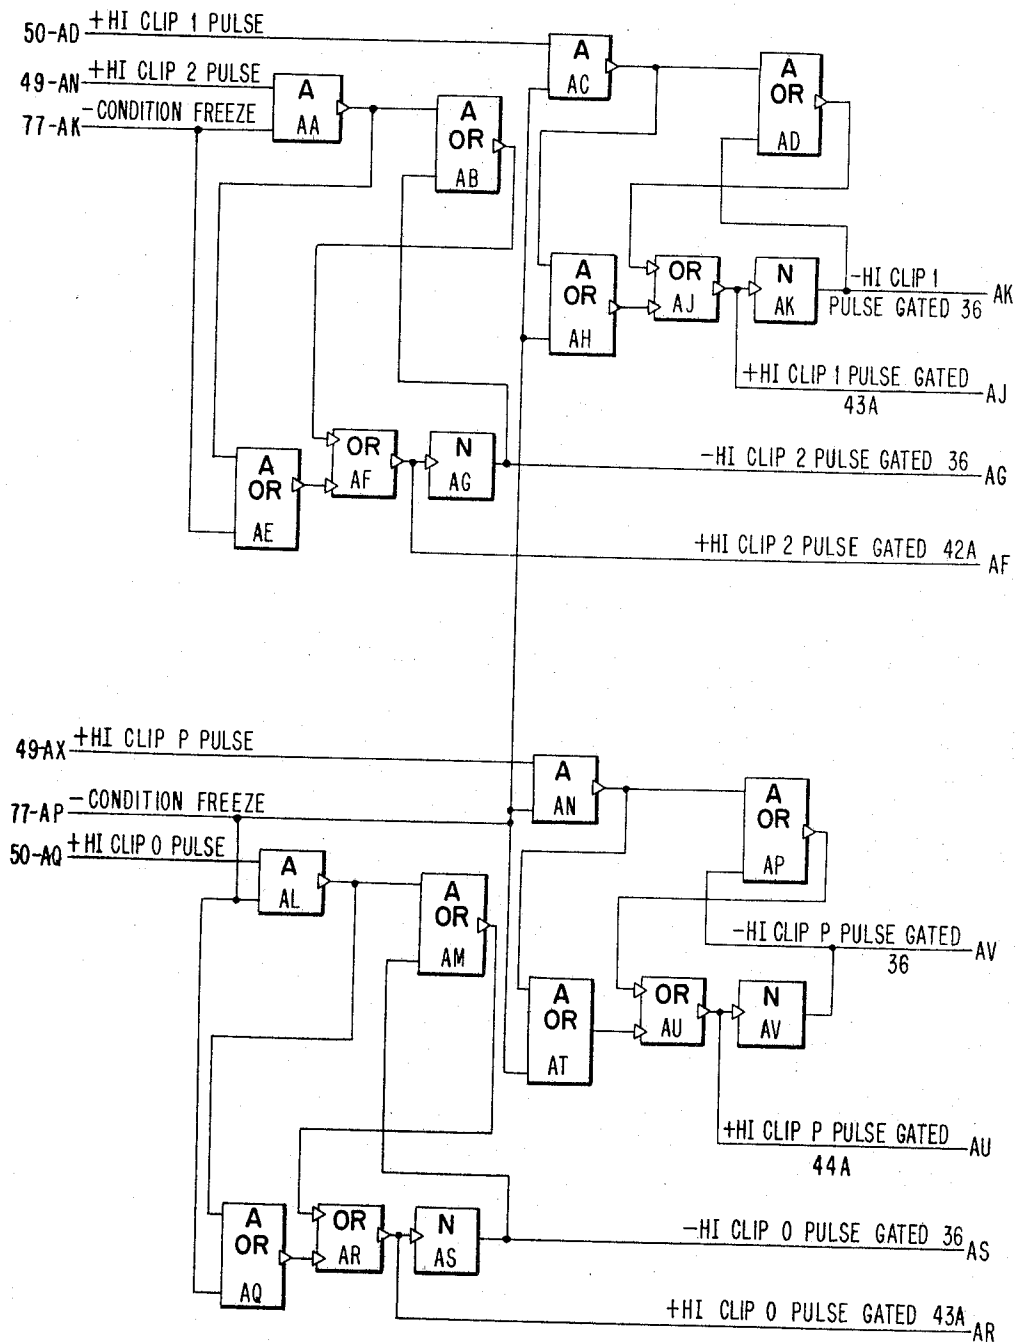 50-AD +HI CLIP 1 PULSE
49-AN +HI CLIP 2 PULSE
77-AK -CONDITION FREEZE
A
AA
A
OR
AB
A
AC
A
OR
AD
A
OR
AH
OR
AJ
N
AK
-HI CLIP 1
PULSE GATED 36 AK
+HI CLIP 1 PULSE GATED
43A
AJ
A
OR
AE
OR
AF
N
AG
-HI CLIP 2 PULSE GATED 36 AG
+HI CLIP 2 PULSE GATED 42A AF
49-AX +HI CLIP P PULSE
77-AP -CONDITION FREEZE
50-AQ +HI CLIP 0 PULSE
A
AL
A
OR
AM
A
AN
A
OR
AP
-HI CLIP P PULSE GATED
36
AV
A
OR
AT
OR
AU
N
AV
+HI CLIP P PULSE GATED
44A
AU
A
OR
AQ
OR
AR
N
AS
-HI CLIP 0 PULSE GATED 36 AS
+HI CLIP 0 PULSE GATED 43A AR